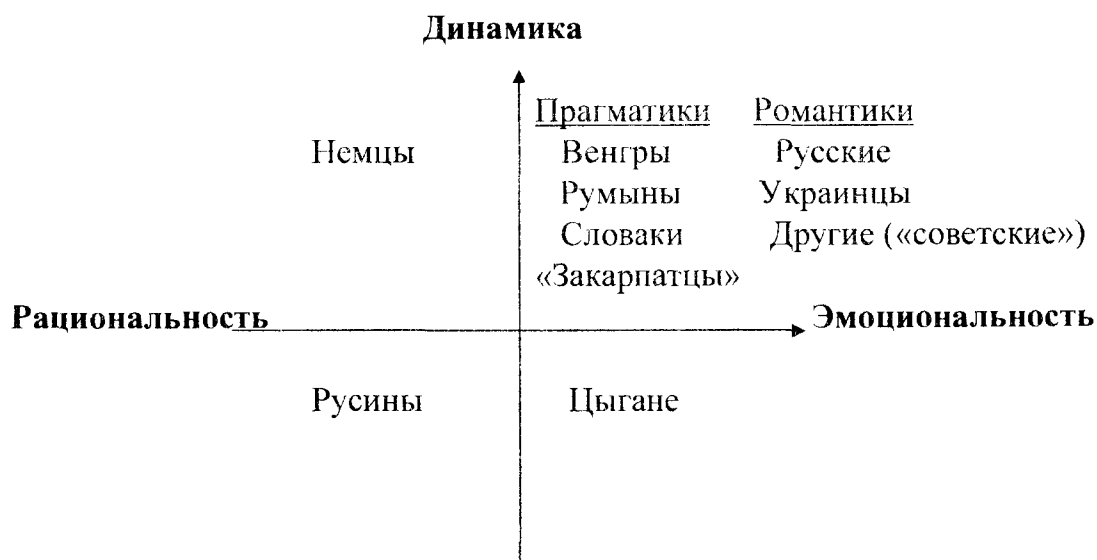 Динамика
Прагматики Романтики
Немцы Венгры Русские
Румыны Украинцы
Словаки Другие («советские»)
«Закарпатцы»
Рациональность Эмоциональность
Русины Цыгане